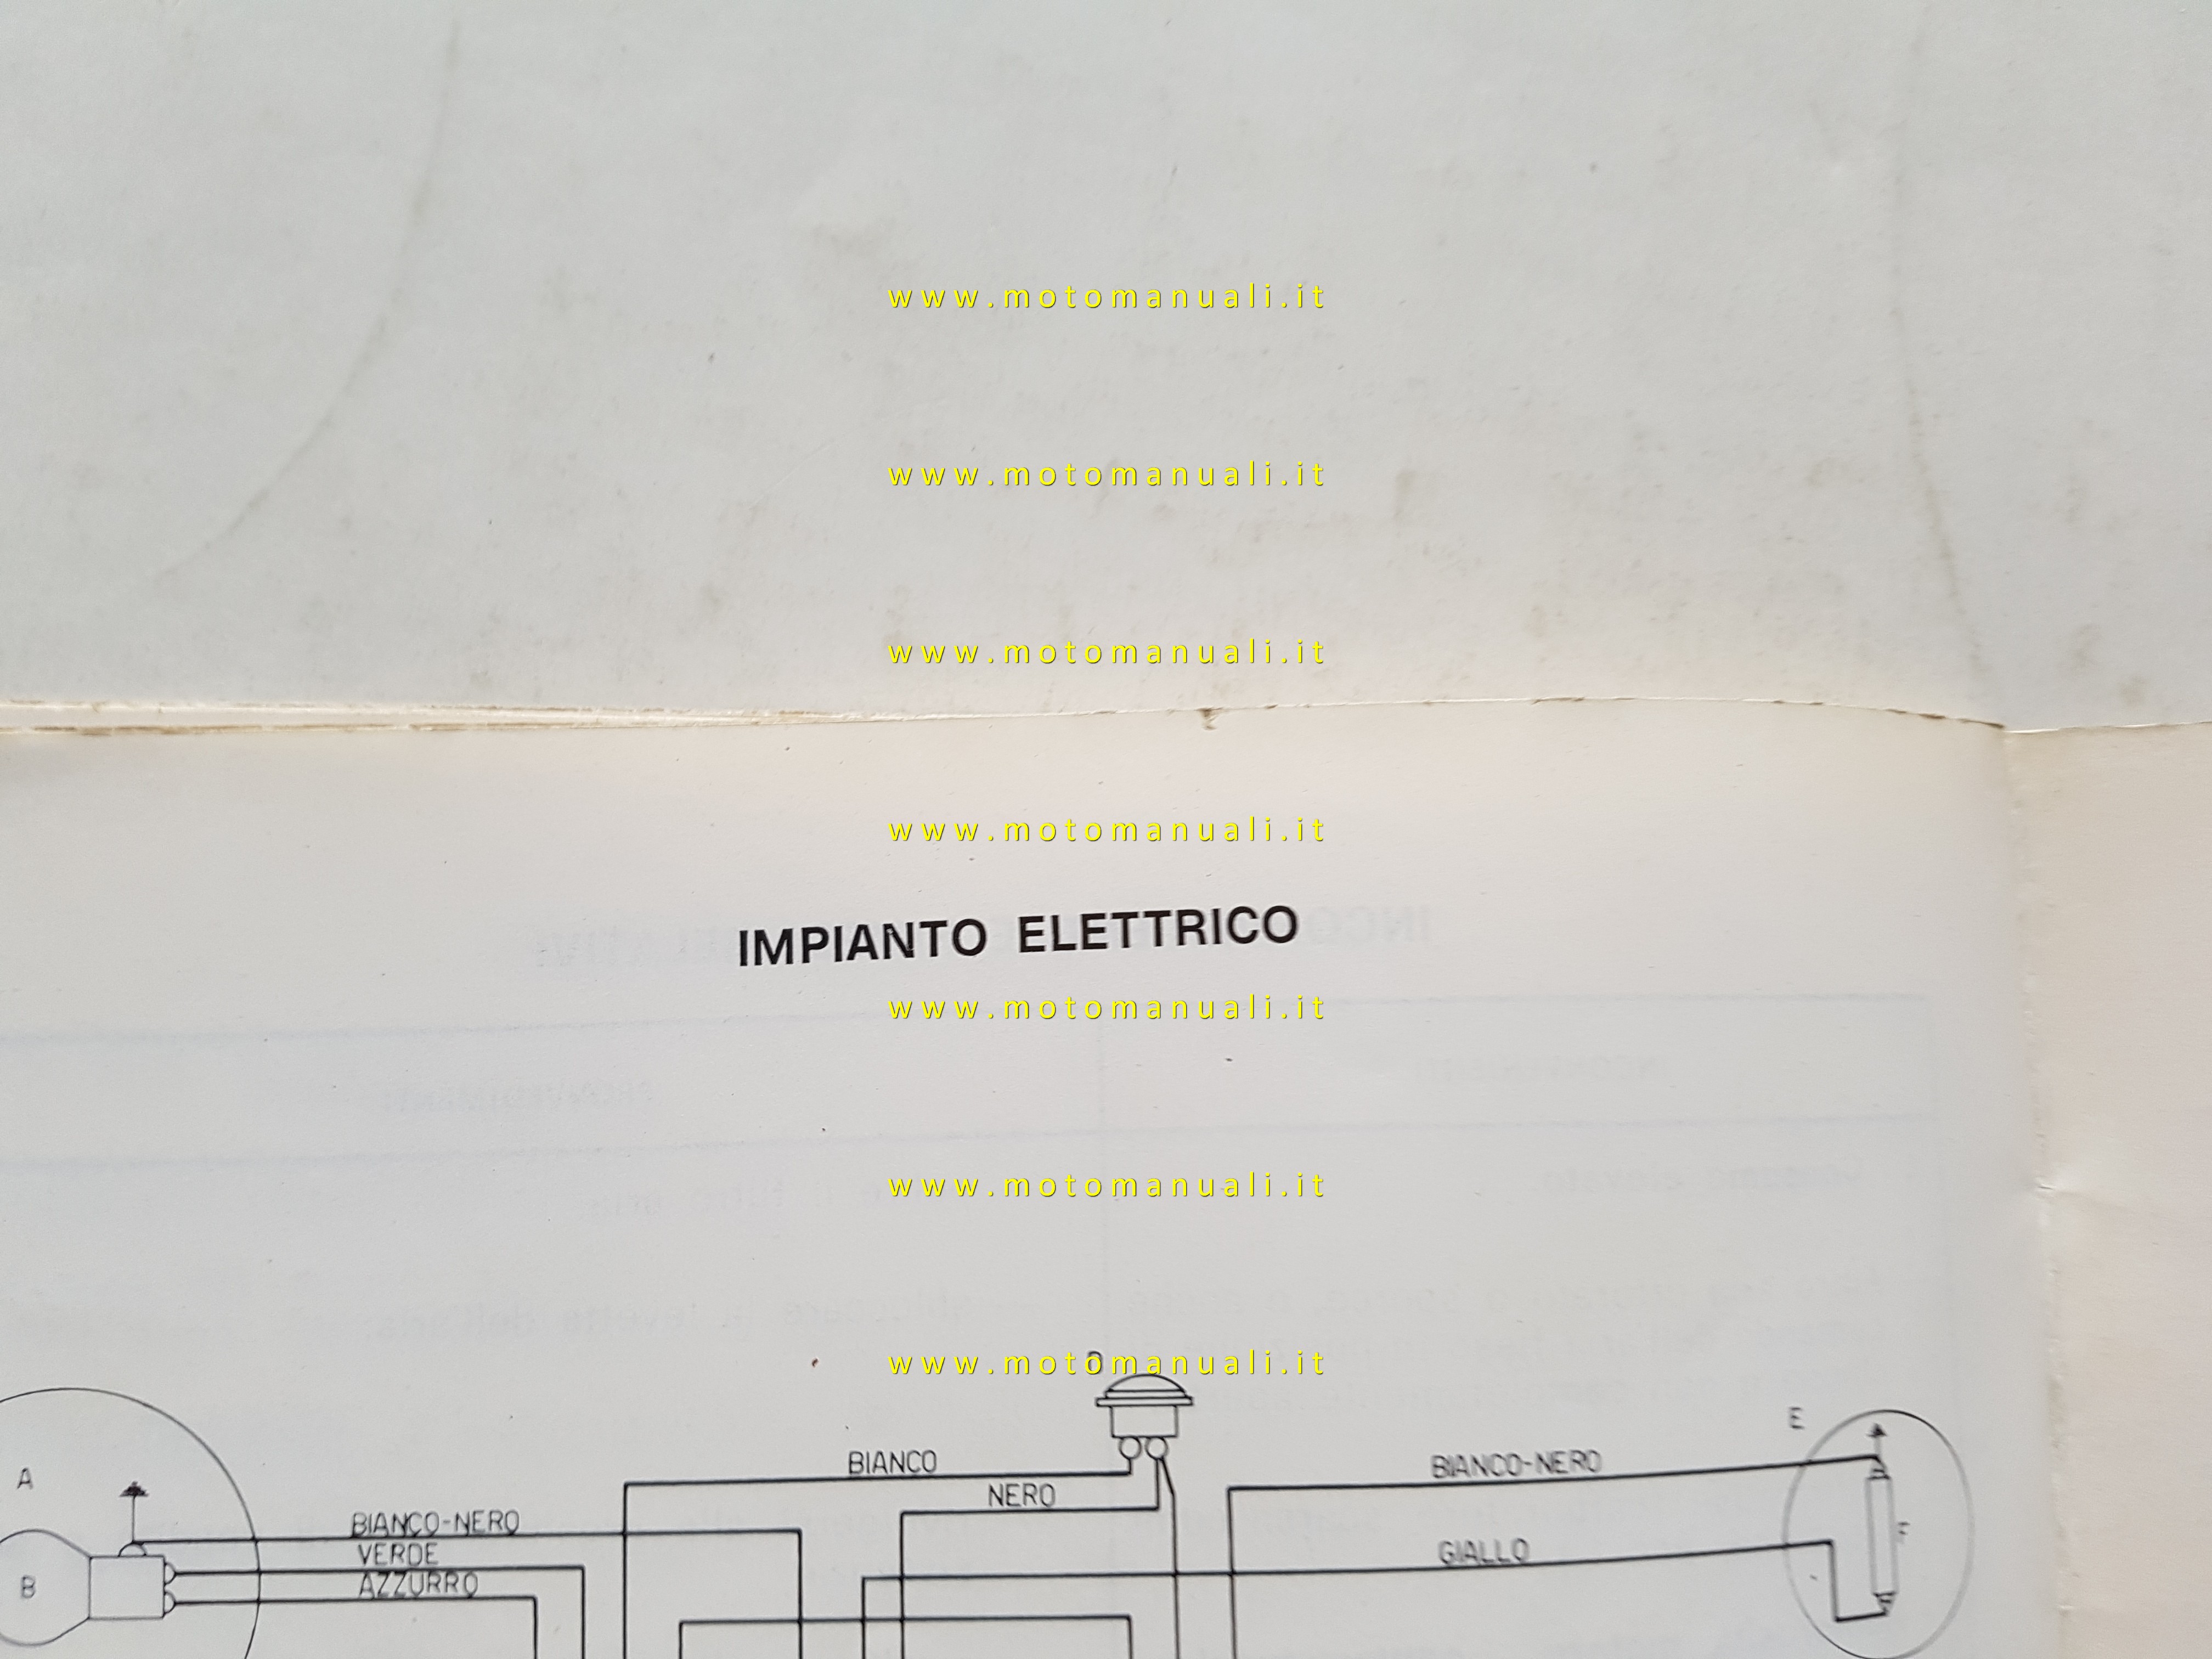 www.motomanuali.it
www.motomanuali.it
www.motomanuali.it
www.motomanuali.it
IMPIANTO ELETTRICO
www.motomanuali.it
www.motomanuali.it
www.motomanuali.it
D
E
A
BIANCO
BIANCO-NERO
NERO
BIANCO-NERO
VERDE
GIALLO
F
B
AZZURRO